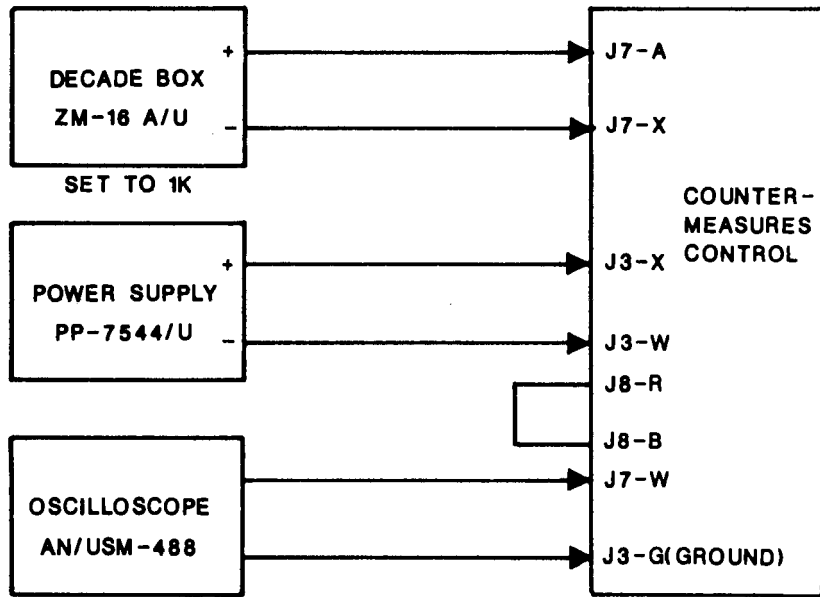 DECADE BOX
ZM-16 A/U
+
-
SET TO 1K
POWER SUPPLY
PP-7544/U
+
-
OSCILLOSCOPE
AN/USM-488
J7-A
J7-X
J3-X
J3-W
J8-R
J8-B
J7-W
J3-G(GROUND)
COUNTER-
MEASURES
CONTROL